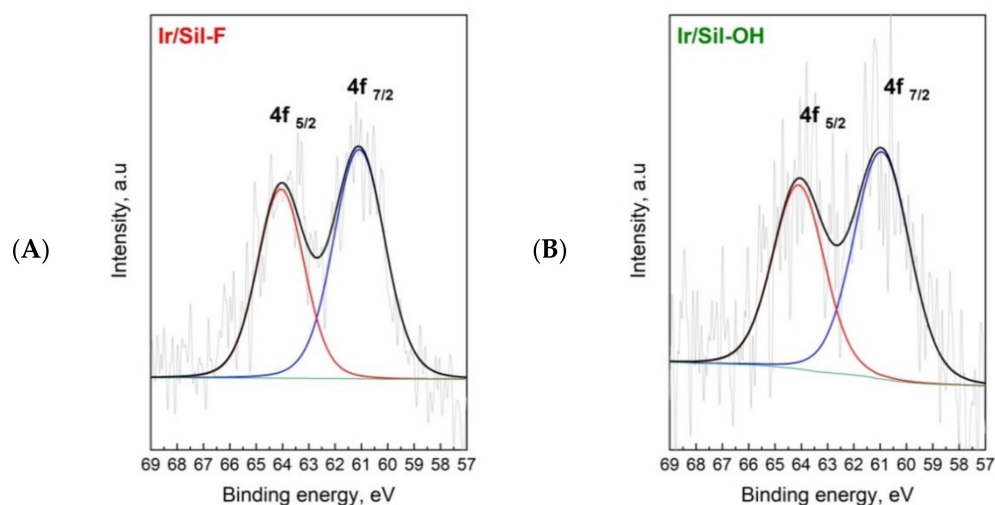 (A)
Ir/Sil-F
4f 5/2
4f 7/2
Intensity, a.u
69 68 67 66 65 64 63 62 61 60 59 58 57
Binding energy, eV
(B)
Ir/Sil-OH
4f 5/2
4f 7/2
Intensity, a.u
69 68 67 66 65 64 63 62 61 60 59 58 57
Binding energy, eV